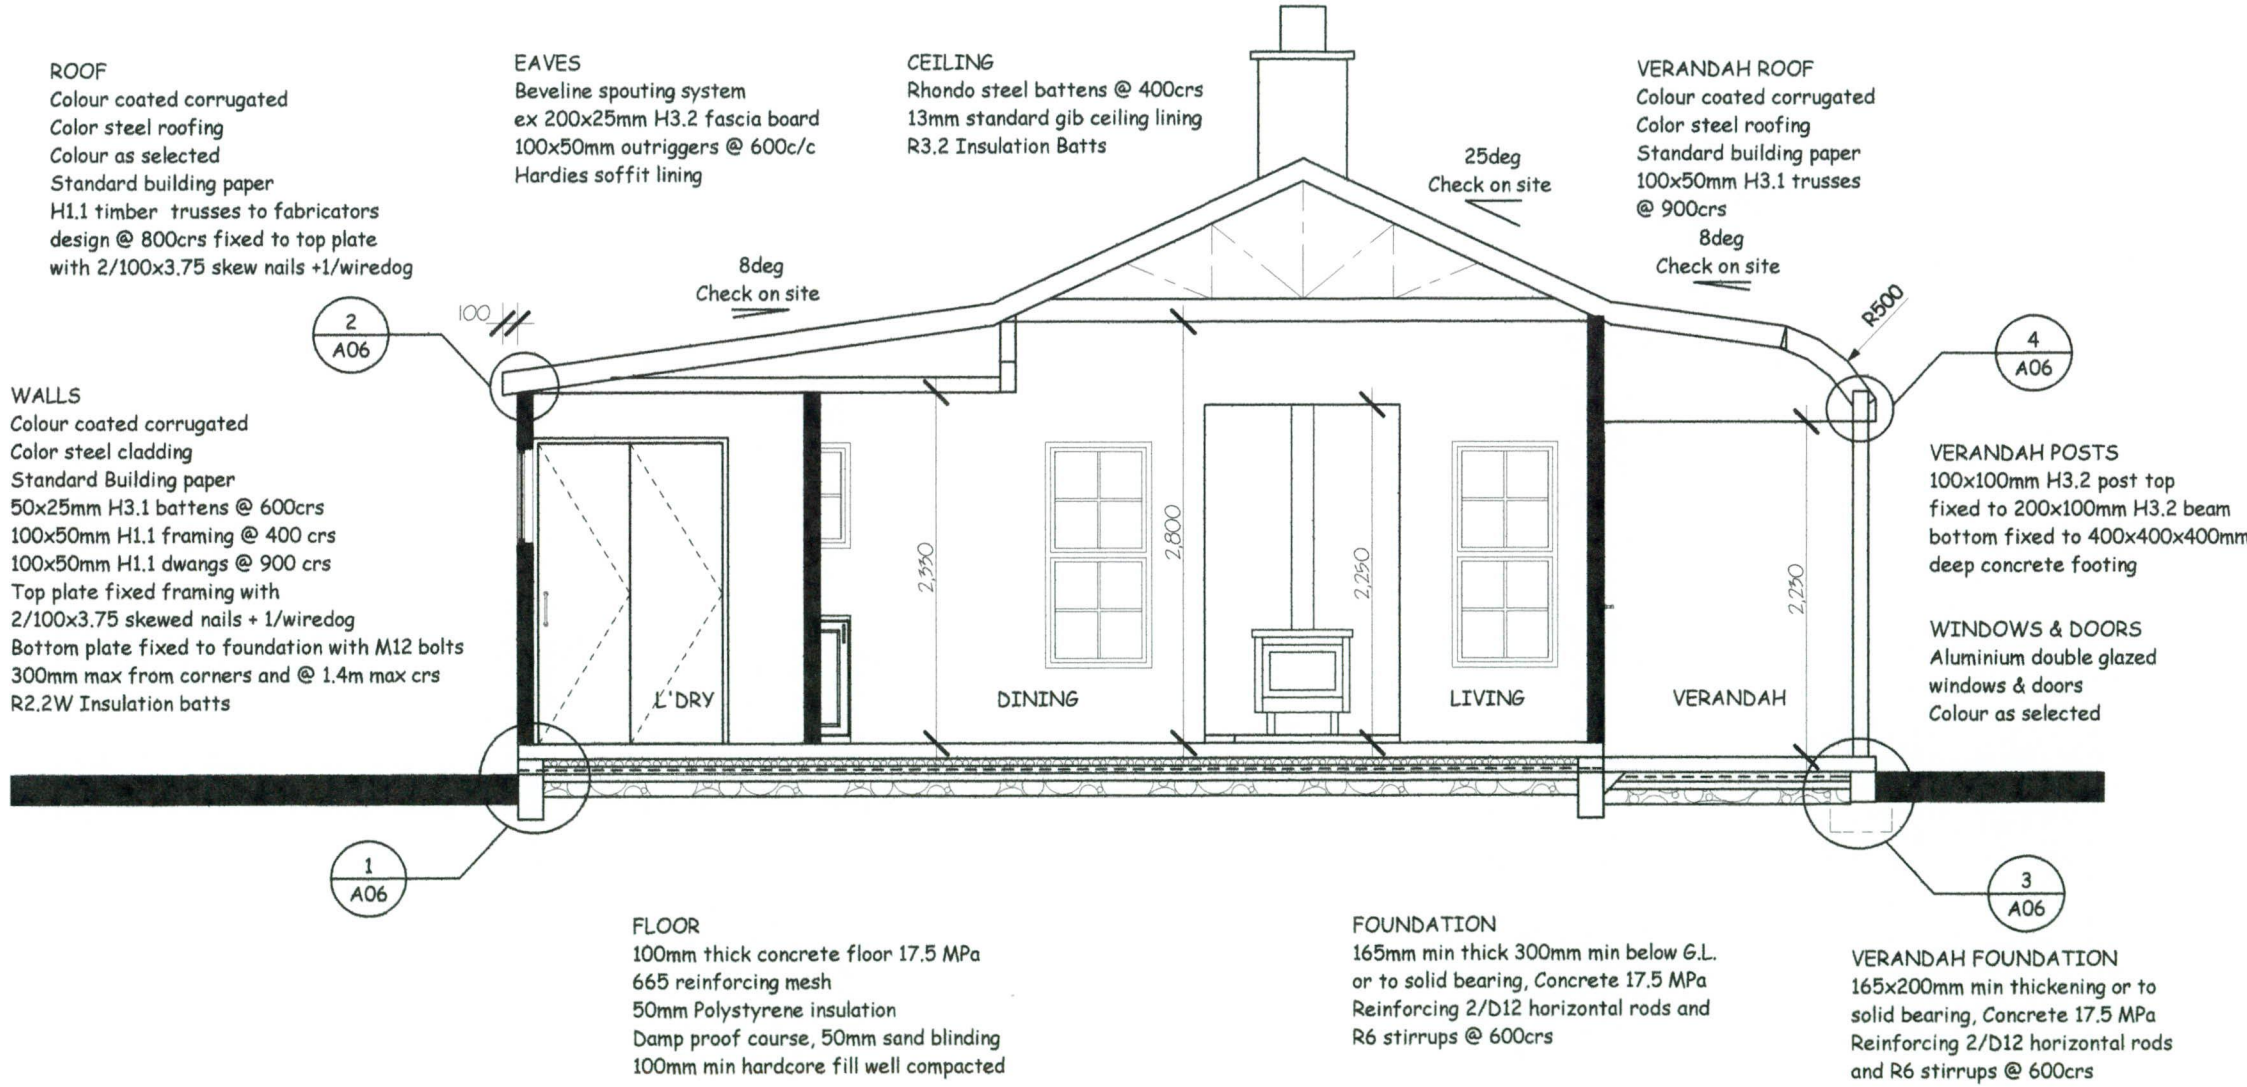 ROOF
Colour coated corrugated
Color steel roofing
Colour as selected
Standard building paper
H1.1 timber trusses to fabricators
design @ 800crs fixed to top plate
with 2/100x3.75 skew nails +1/wiredog
EAVES
Beveline spouting system
ex 200x25mm H3.2 fascia board
100x50mm outriggers @ 600c/c
Hardies soffit lining
CEILING
Rhondo steel battens @ 400crs
13mm standard gib ceiling lining
R3.2 Insulation Batts
VERANDAH ROOF
Colour coated corrugated
Color steel roofing
Standard building paper
100x50mm H3.1 trusses
@ 900crs
25deg
Check on site
8deg
Check on site
8deg
Check on site
100
R500
2
A06
4
A06
WALLS
Colour coated corrugated
Color steel cladding
Standard Building paper
50x25mm H3.1 battens @ 600crs
100x50mm H1.1 framing @ 400 crs
100x50mm H1.1 dwangs @ 900 crs
Top plate fixed framing with
2/100x3.75 skewed nails + 1/wiredog
Bottom plate fixed to foundation with M12 bolts
300mm max from corners and @ 1.4m max crs
R2.2W Insulation batts
2,330
2,800
2,250
2,230
L'DRY
DINING
LIVING
VERANDAH
VERANDAH POSTS
100x100mm H3.2 post top
fixed to 200x100mm H3.2 beam
bottom fixed to 400x400x400mm
deep concrete footing
WINDOWS & DOORS
Aluminium double glazed
windows & doors
Colour as selected
1
A06
3
A06
FLOOR
100mm thick concrete floor 17.5 MPa
665 reinforcing mesh
50mm Polystyrene insulation
Damp proof course, 50mm sand blinding
100mm min hardcore fill well compacted
FOUNDATION
165mm min thick 300mm min below G.L.
or to solid bearing, Concrete 17.5 MPa
Reinforcing 2/D12 horizontal rods and
R6 stirrups @ 600crs
VERANDAH FOUNDATION
165x200mm min thickening or to
solid bearing, Concrete 17.5 MPa
Reinforcing 2/D12 horizontal rods
and R6 stirrups @ 600crs